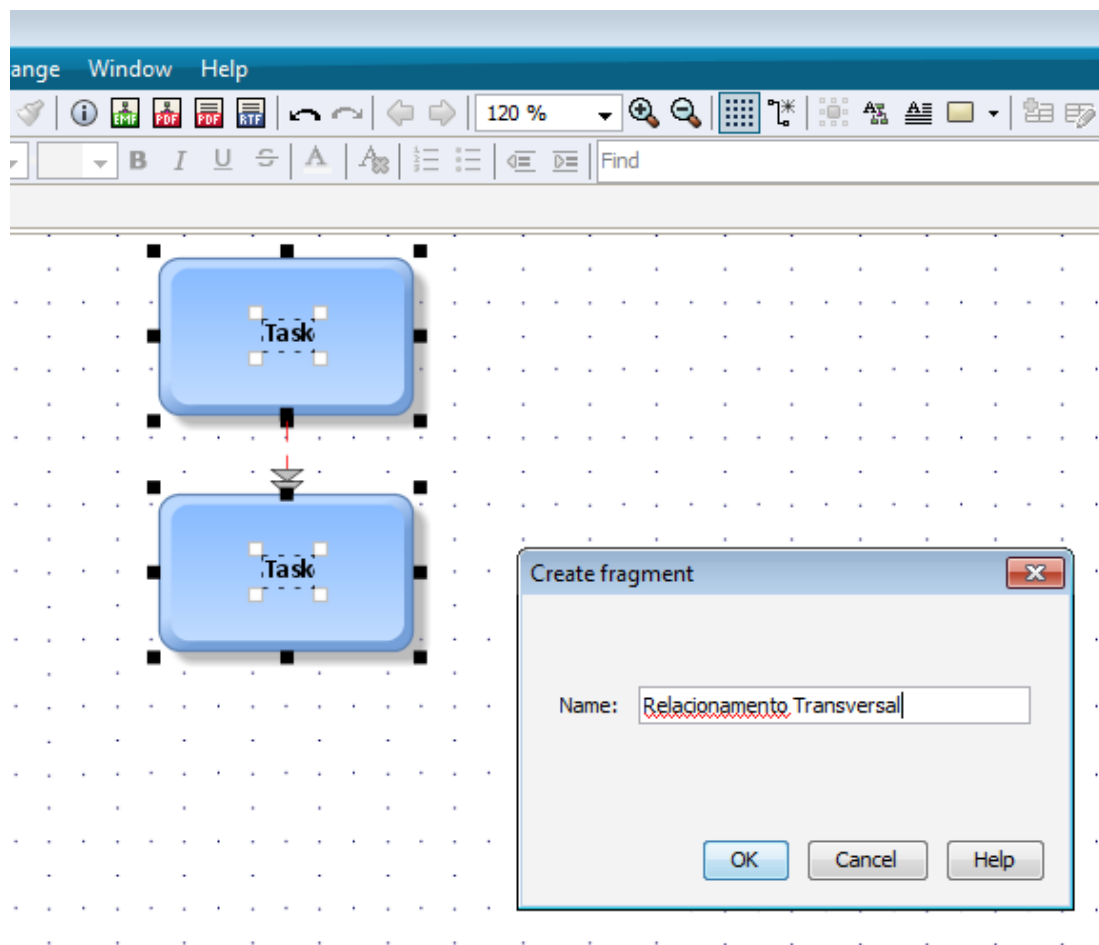 ange Window Help
EMF PDF PDF RTF 120 %
B I U S A Find
Task
Task
Create fragment
Name: Relacionamento Transversal
OK Cancel Help